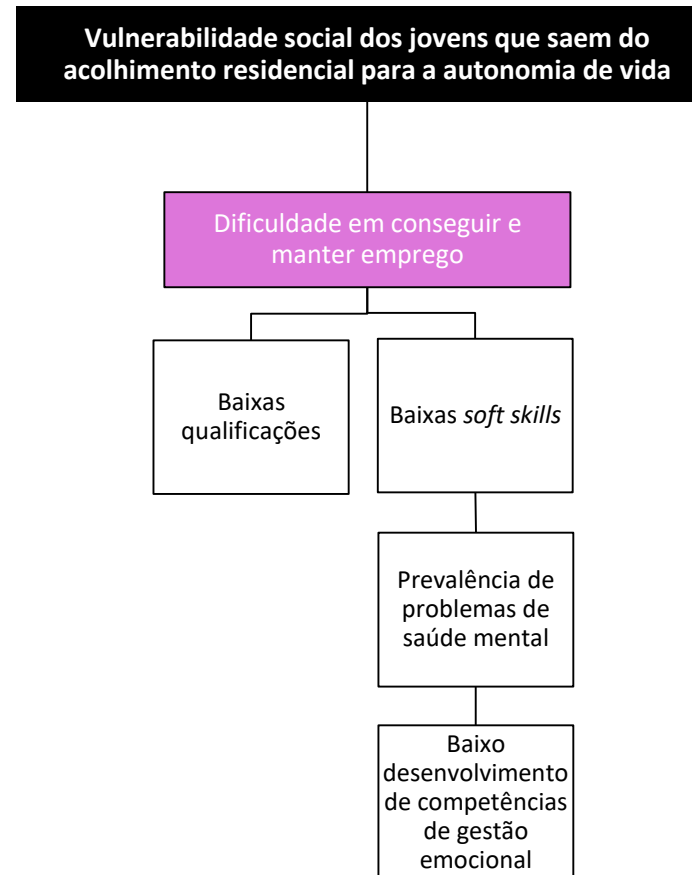 Vulnerabilidade social dos jovens que saem do
acolhimento residencial para a autonomia de vida
Dificuldade em conseguir e
manter emprego
Baixas
qualificações
Baixas soft skills
Prevalência de
problemas de
saúde mental
Baixo
desenvolvimento
de competências
de gestão
emocional